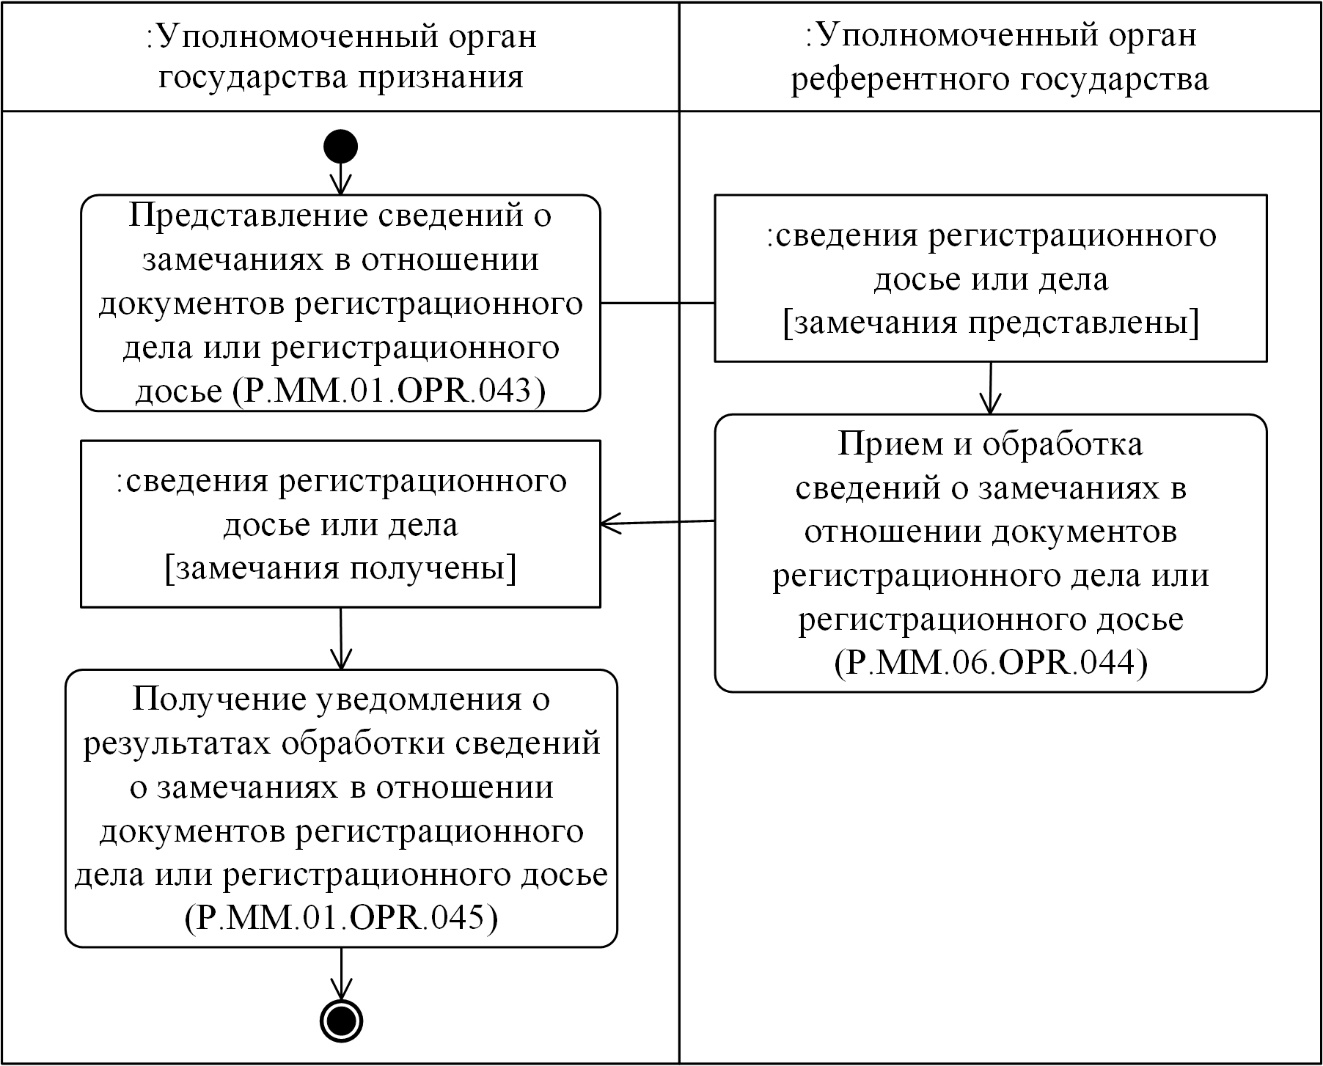 :Уполномоченный орган
государства признания
:Уполномоченный орган
референтного государства
Представление сведений о
замечаниях в отношении
документов регистрационного
дела или регистрационного
досье (P.MM.01.OPR.043)
:сведения регистрационного
досье или дела
[замечания представлены]
Прием и обработка
сведений о замечаниях в
отношении документов
регистрационного дела или
регистрационного досье
(P.MM.06.OPR.044)
:сведения регистрационного
досье или дела
[замечания получены]
Получение уведомления о
результатах обработки сведений
о замечаниях в отношении
документов регистрационного
дела или регистрационного досье
(P.MM.01.OPR.045)